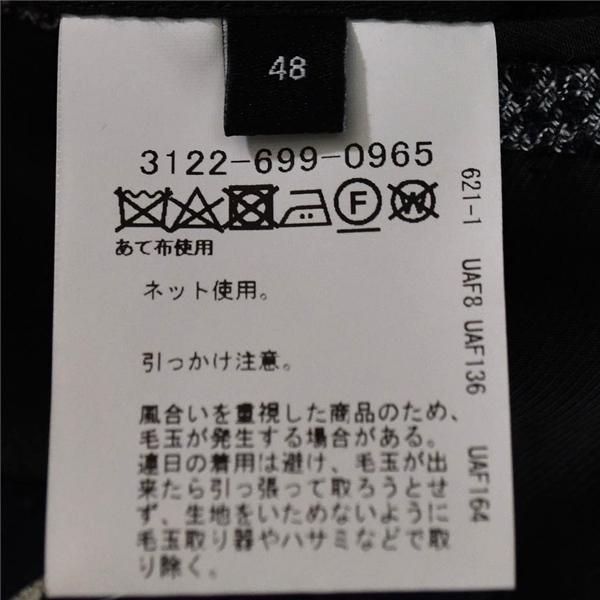 48
3122-699-0965
F
W
あて布使用
ネット使用。
引っかけ注意。
風合いを重視した商品のため、
毛玉が発生する場合がある。
連日の着用は避け、毛玉が出
来たら引っ張って取ろうとせ
ず、生地をいためないように
毛玉取り器やハサミなどで取
り除く。
621-1 UAF8 UAF136 UAF164